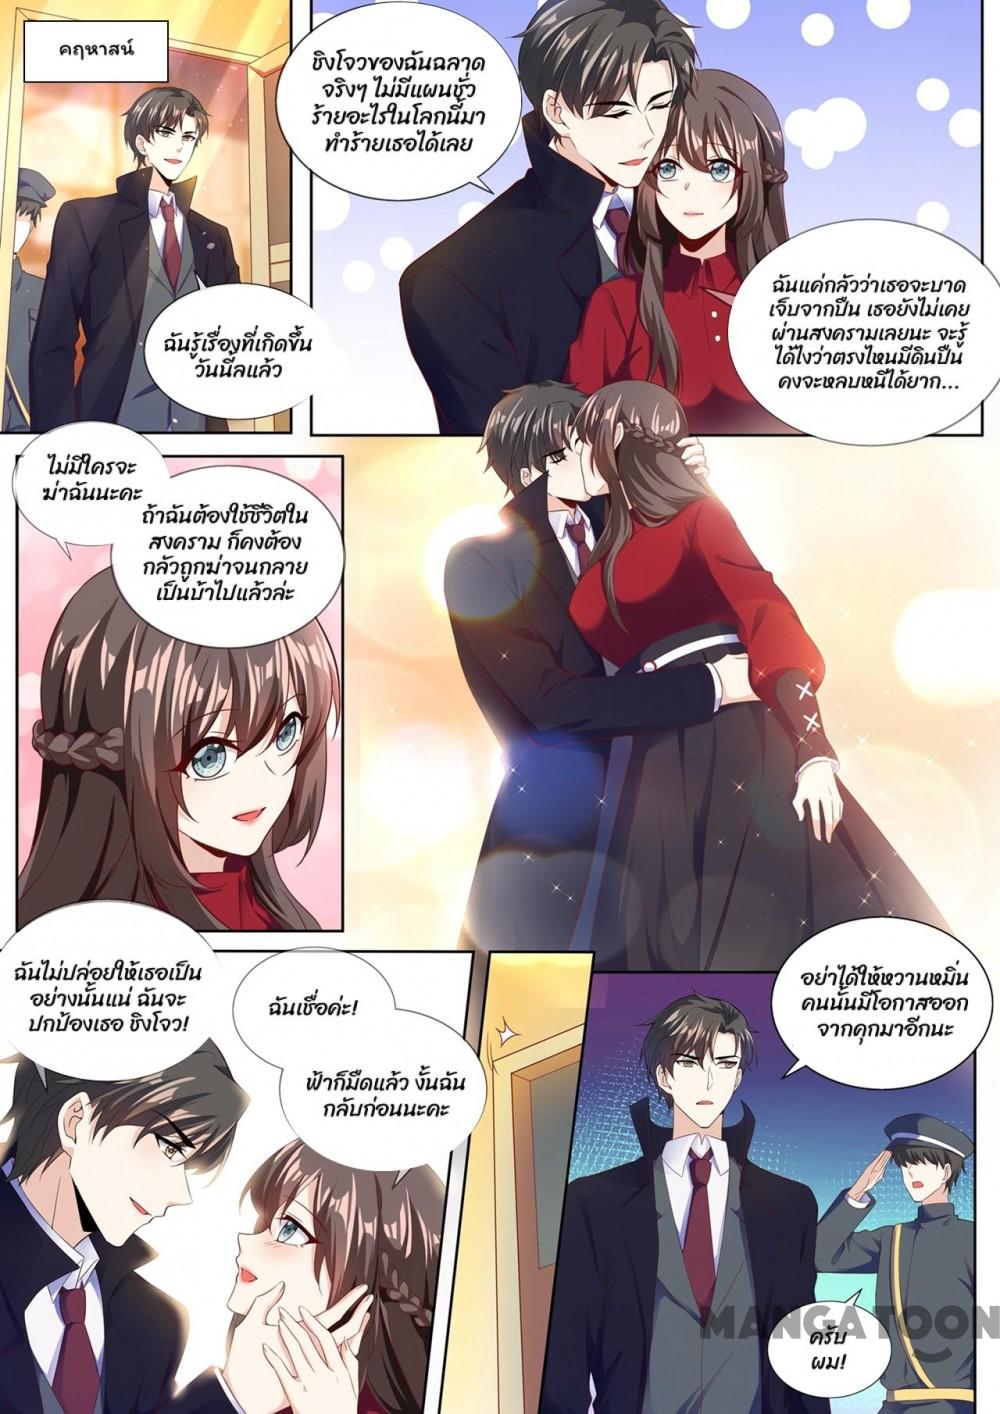 คฤหาสน์
ฉันรู้เรื่องที่เกิดขึ้น
วันนี้ลแล้ว
ชิงโจวของฉันฉลาด
จริงๆ ไม่มีแผนชั่ว
ร้ายอะไรในโลกนี้มา
ทำร้ายเธอได้เลย
ฉันแค่กลัวว่าเธอจะบาด
เจ็บจากปืน เธอยังไม่เคย
ผ่านสงครามเลยนะ จะรู้
ได้ไงว่าตรงไหนมีดินปืน
คงจะหลบหนีได้ยาก...
ไม่มีใครจะ
ฆ่าฉันนะคะ
ถ้าฉันต้องใช้ชีวิตใน
สงคราม ก็คงต้อง
กลัวถูกฆ่าจนกลาย
เป็นบ้าไปแล้วล่ะ
ฉันไม่ปล่อยให้เธอเป็น
อย่างนั้นแน่ ฉันจะ
ปกป้องเธอ ชิงโจว!
ฉันเชื่อค่ะ!
ฟ้าก็มืดแล้ว งั้นฉัน
กลับก่อนนะคะ
อย่าได้ให้หวานหมิ่น
คนนั้นมีโอกาสออก
จากคุกมาอีกนะ
ครับ
ผม!
MANGATOON